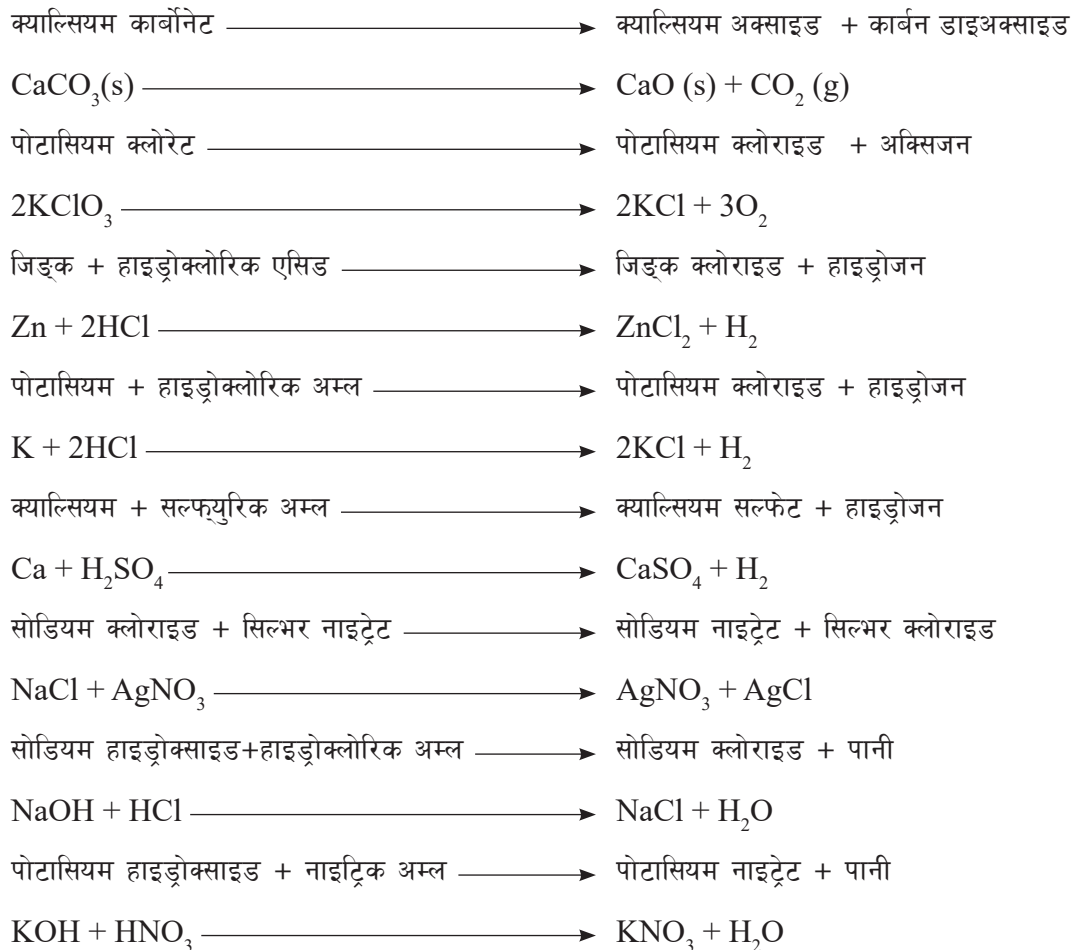 क्याल्सियम कार्बोनेट ⟶ क्याल्सियम अक्साइड + कार्बन डाइअक्साइड
CaCO₃(s) ⟶ CaO (s) + CO₂ (g)
पोटासियम क्लोरेट ⟶ पोटासियम क्लोराइड + अक्सिजन
2KClO₃ ⟶ 2KCl + 3O₂
जिङ्क + हाइड्रोक्लोरिक एसिड ⟶ जिङ्क क्लोराइड + हाइड्रोजन
Zn + 2HCl ⟶ ZnCl₂ + H₂
पोटासियम + हाइड्रोक्लोरिक अम्ल ⟶ पोटासियम क्लोराइड + हाइड्रोजन
K + 2HCl ⟶ 2KCl + H₂
क्याल्सियम + सल्फ्युरिक अम्ल ⟶ क्याल्सियम सल्फेट + हाइड्रोजन
Ca + H₂SO₄ ⟶ CaSO₄ + H₂
सोडियम क्लोराइड + सिल्भर नाइट्रेट ⟶ सोडियम नाइट्रेट + सिल्भर क्लोराइड
NaCl + AgNO₃ ⟶ AgNO₃ + AgCl
सोडियम हाइड्रोक्साइड+हाइड्रोक्लोरिक अम्ल ⟶ सोडियम क्लोराइड + पानी
NaOH + HCl ⟶ NaCl + H₂O
पोटासियम हाइड्रोक्साइड + नाइट्रिक अम्ल ⟶ पोटासियम नाइट्रेट + पानी
KOH + HNO₃ ⟶ KNO₃ + H₂O